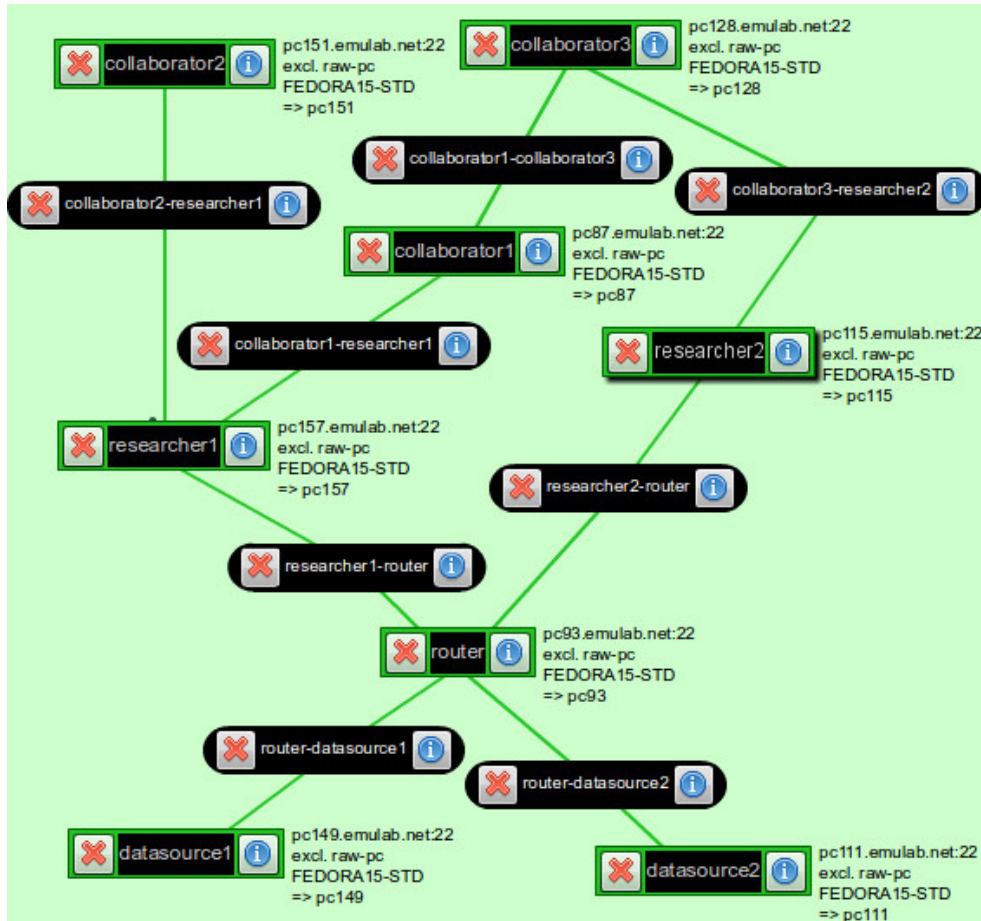 collaborator2
pc151.emulab.net:22
excl. raw-pc
FEDORA15-STD
=> pc151
collaborator3
pc128.emulab.net:22
excl. raw-pc
FEDORA15-STD
=> pc128
collaborator1-collaborator3
collaborator2-researcher1
collaborator3-researcher2
collaborator1
pc87.emulab.net:22
excl. raw-pc
FEDORA15-STD
=> pc87
collaborator1-researcher1
researcher2
pc115.emulab.net:22
excl. raw-pc
FEDORA15-STD
=> pc115
researcher1
pc157.emulab.net:22
excl. raw-pc
FEDORA15-STD
=> pc157
researcher2-router
researcher1-router
router
pc93.emulab.net:22
excl. raw-pc
FEDORA15-STD
=> pc93
router-datasource1
router-datasource2
datasource1
pc149.emulab.net:22
excl. raw-pc
FEDORA15-STD
=> pc149
datasource2
pc111.emulab.net:22
excl. raw-pc
FEDORA15-STD
=> pc111